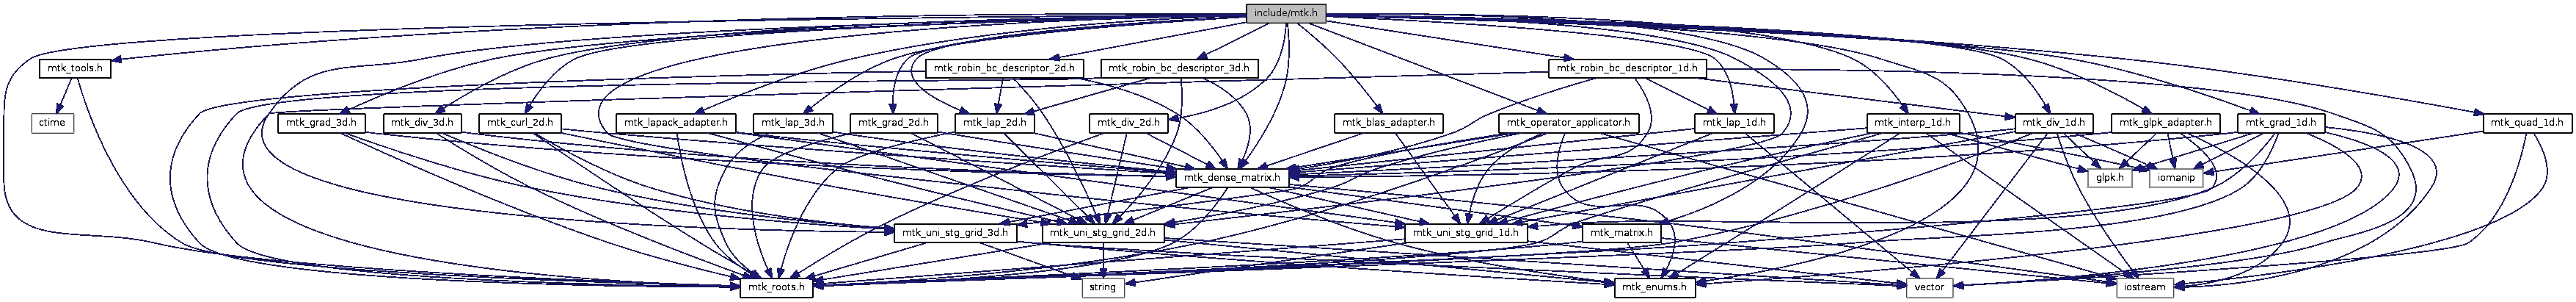 include/mtk.h
mtk_tools.h
mtk_robin_bc_descriptor_2d.h
mtk_robin_bc_descriptor_3d.h
mtk_robin_bc_descriptor_1d.h
ctime
mtk_grad_3d.h
mtk_div_3d.h
mtk_curl_2d.h
mtk_lapack_adapter.h
mtk_lap_3d.h
mtk_grad_2d.h
mtk_lap_2d.h
mtk_div_2d.h
mtk_blas_adapter.h
mtk_operator_applicator.h
mtk_lap_1d.h
mtk_interp_1d.h
mtk_div_1d.h
mtk_glpk_adapter.h
mtk_grad_1d.h
mtk_quad_1d.h
mtk_dense_matrix.h
glpk.h
iomanip
mtk_uni_stg_grid_3d.h
mtk_uni_stg_grid_2d.h
mtk_uni_stg_grid_1d.h
mtk_matrix.h
mtk_roots.h
string
mtk_enums.h
vector
iostream